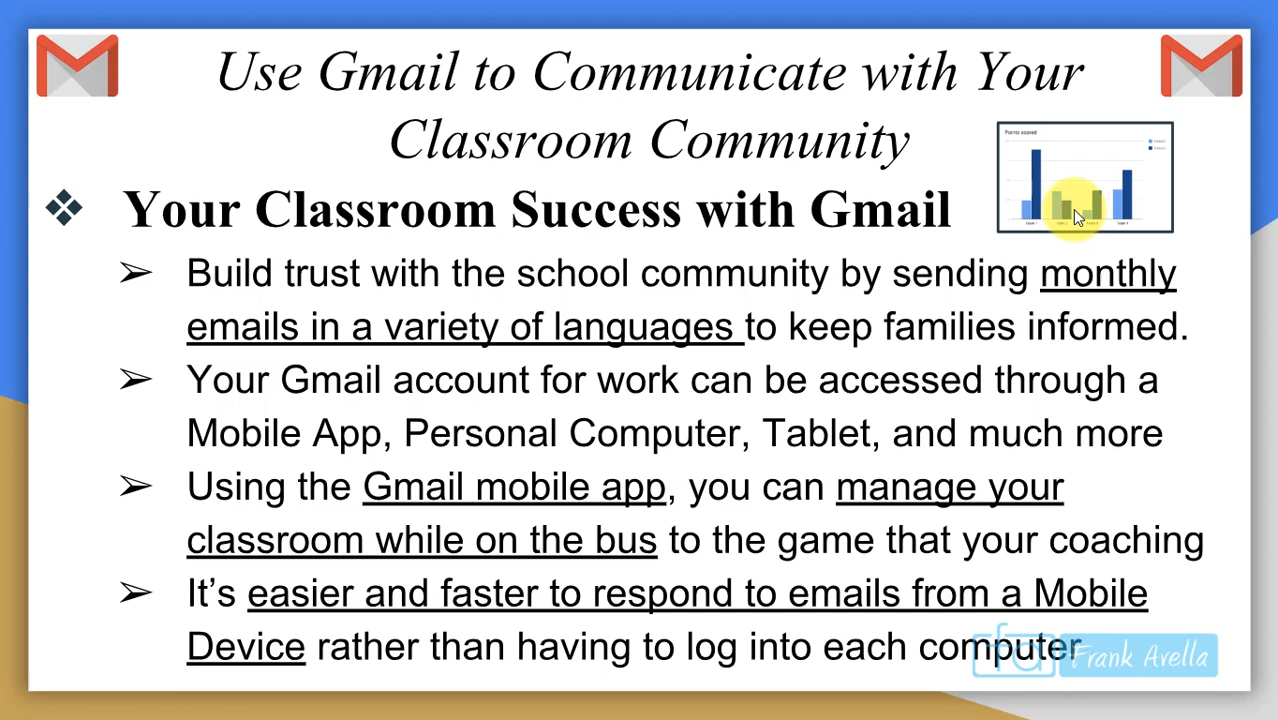 Use Gmail to Communicate with Your
Classroom Community
Points scored
❖ Your Classroom Success with Gmail
➢ Build trust with the school community by sending monthly
emails in a variety of languages to keep families informed.
➢ Your Gmail account for work can be accessed through a
Mobile App, Personal Computer, Tablet, and much more
➢ Using the Gmail mobile app, you can manage your
classroom while on the bus to the game that your coaching
➢ It’s easier and faster to respond to emails from a Mobile
Device rather than having to log into each computer
rfa Frank Avella